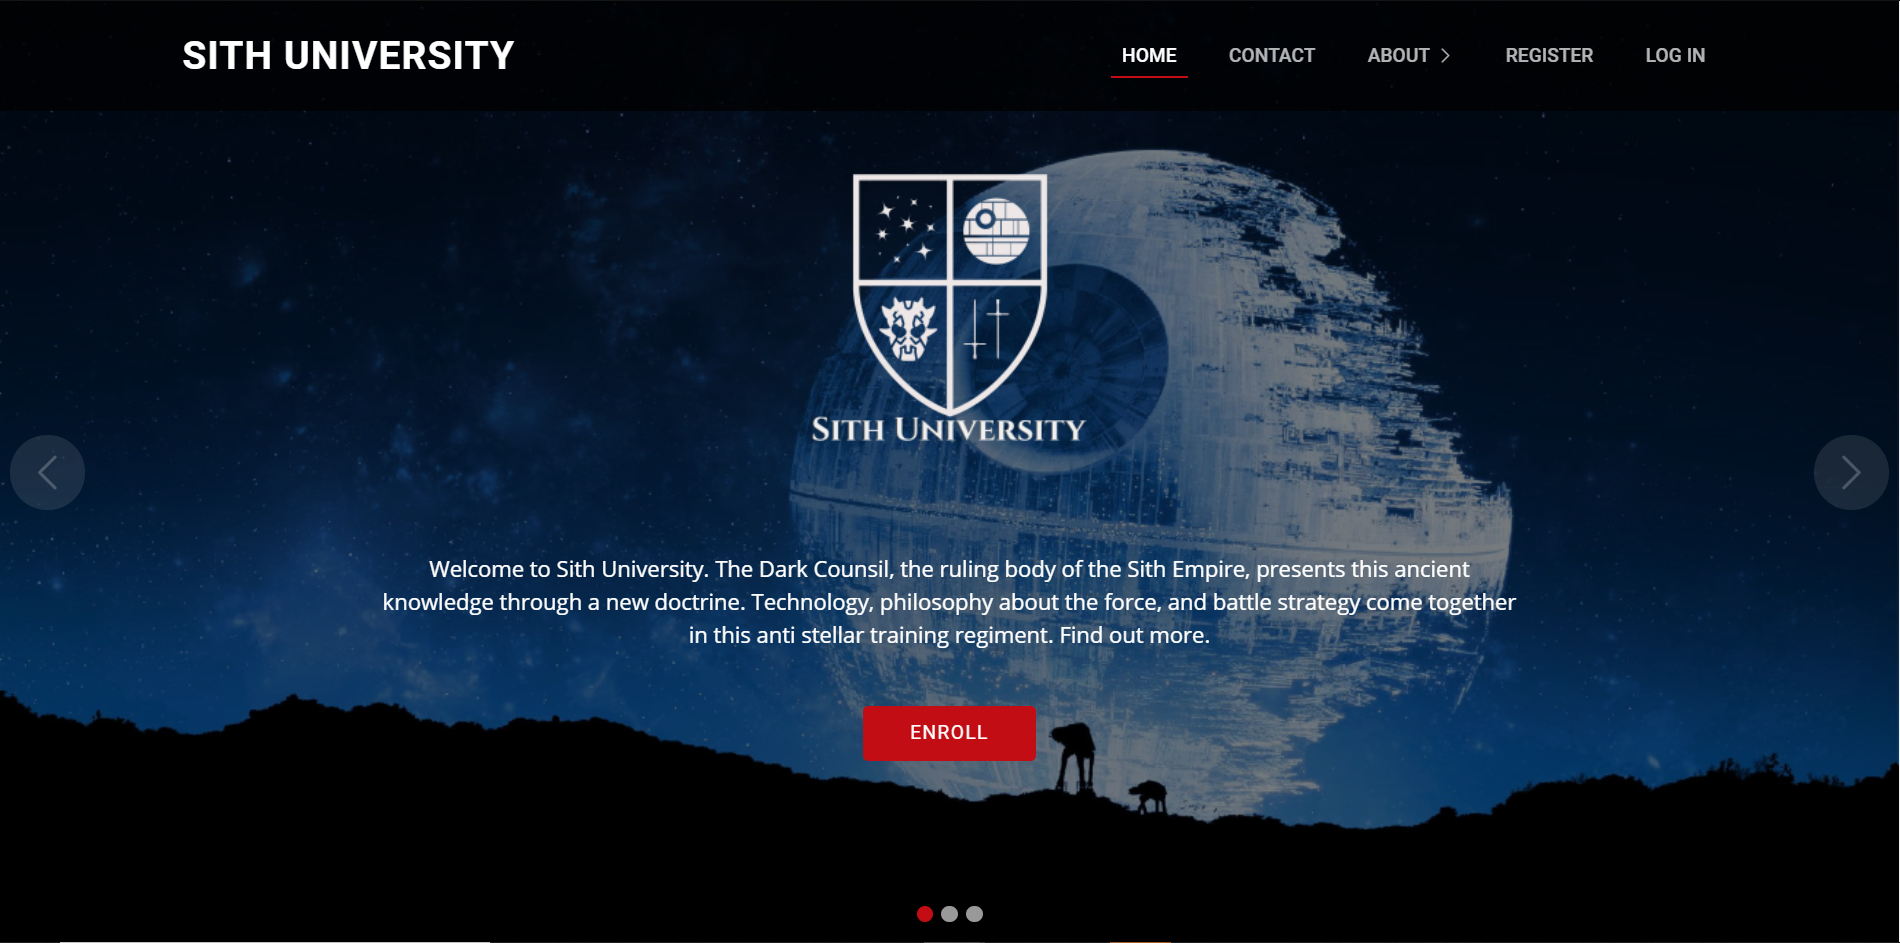 SITH UNIVERSITY
HOME
CONTACT
ABOUT
REGISTER
LOG IN
SITH UNIVERSITY
Welcome to Sith University. The Dark Counsil, the ruling body of the Sith Empire, presents this ancient
knowledge through a new doctrine. Technology, philosophy about the force, and battle strategy come together
in this anti stellar training regiment. Find out more.
ENROLL